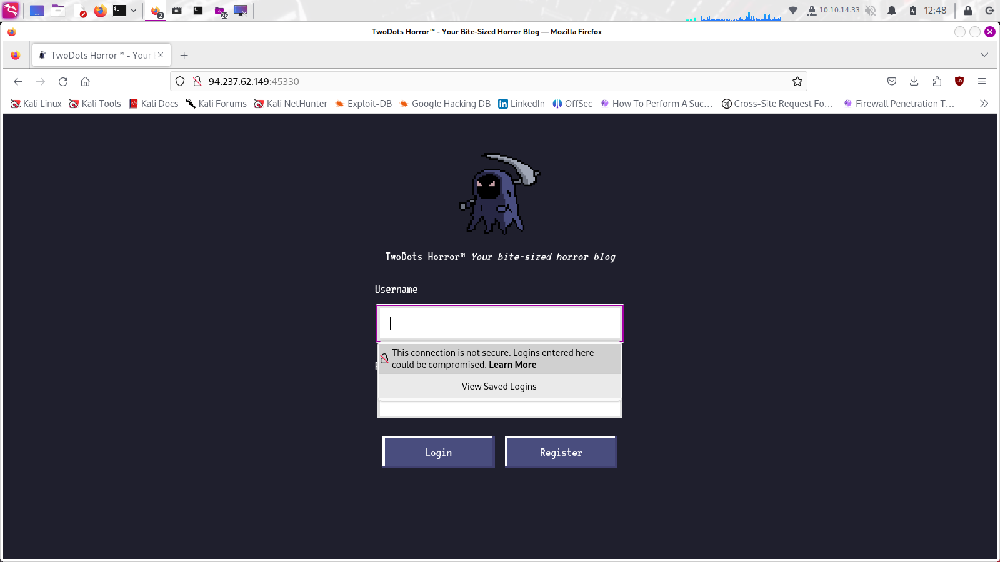 2
26
10.10.14.33
12:48
TwoDots Horror™ - Your Bite-Sized Horror Blog — Mozilla Firefox
TwoDots Horror™ - Your
94.237.62.149:45330
Kali Linux
Kali Tools
Kali Docs
Kali Forums
Kali NetHunter
Exploit-DB
Google Hacking DB
LinkedIn
OffSec
How To Perform A Suc…
Cross-Site Request Fo…
Firewall Penetration T…
TwoDots Horror™ Your bite-sized horror blog
Username
This connection is not secure. Logins entered here
could be compromised. Learn More
View Saved Logins
Login
Register